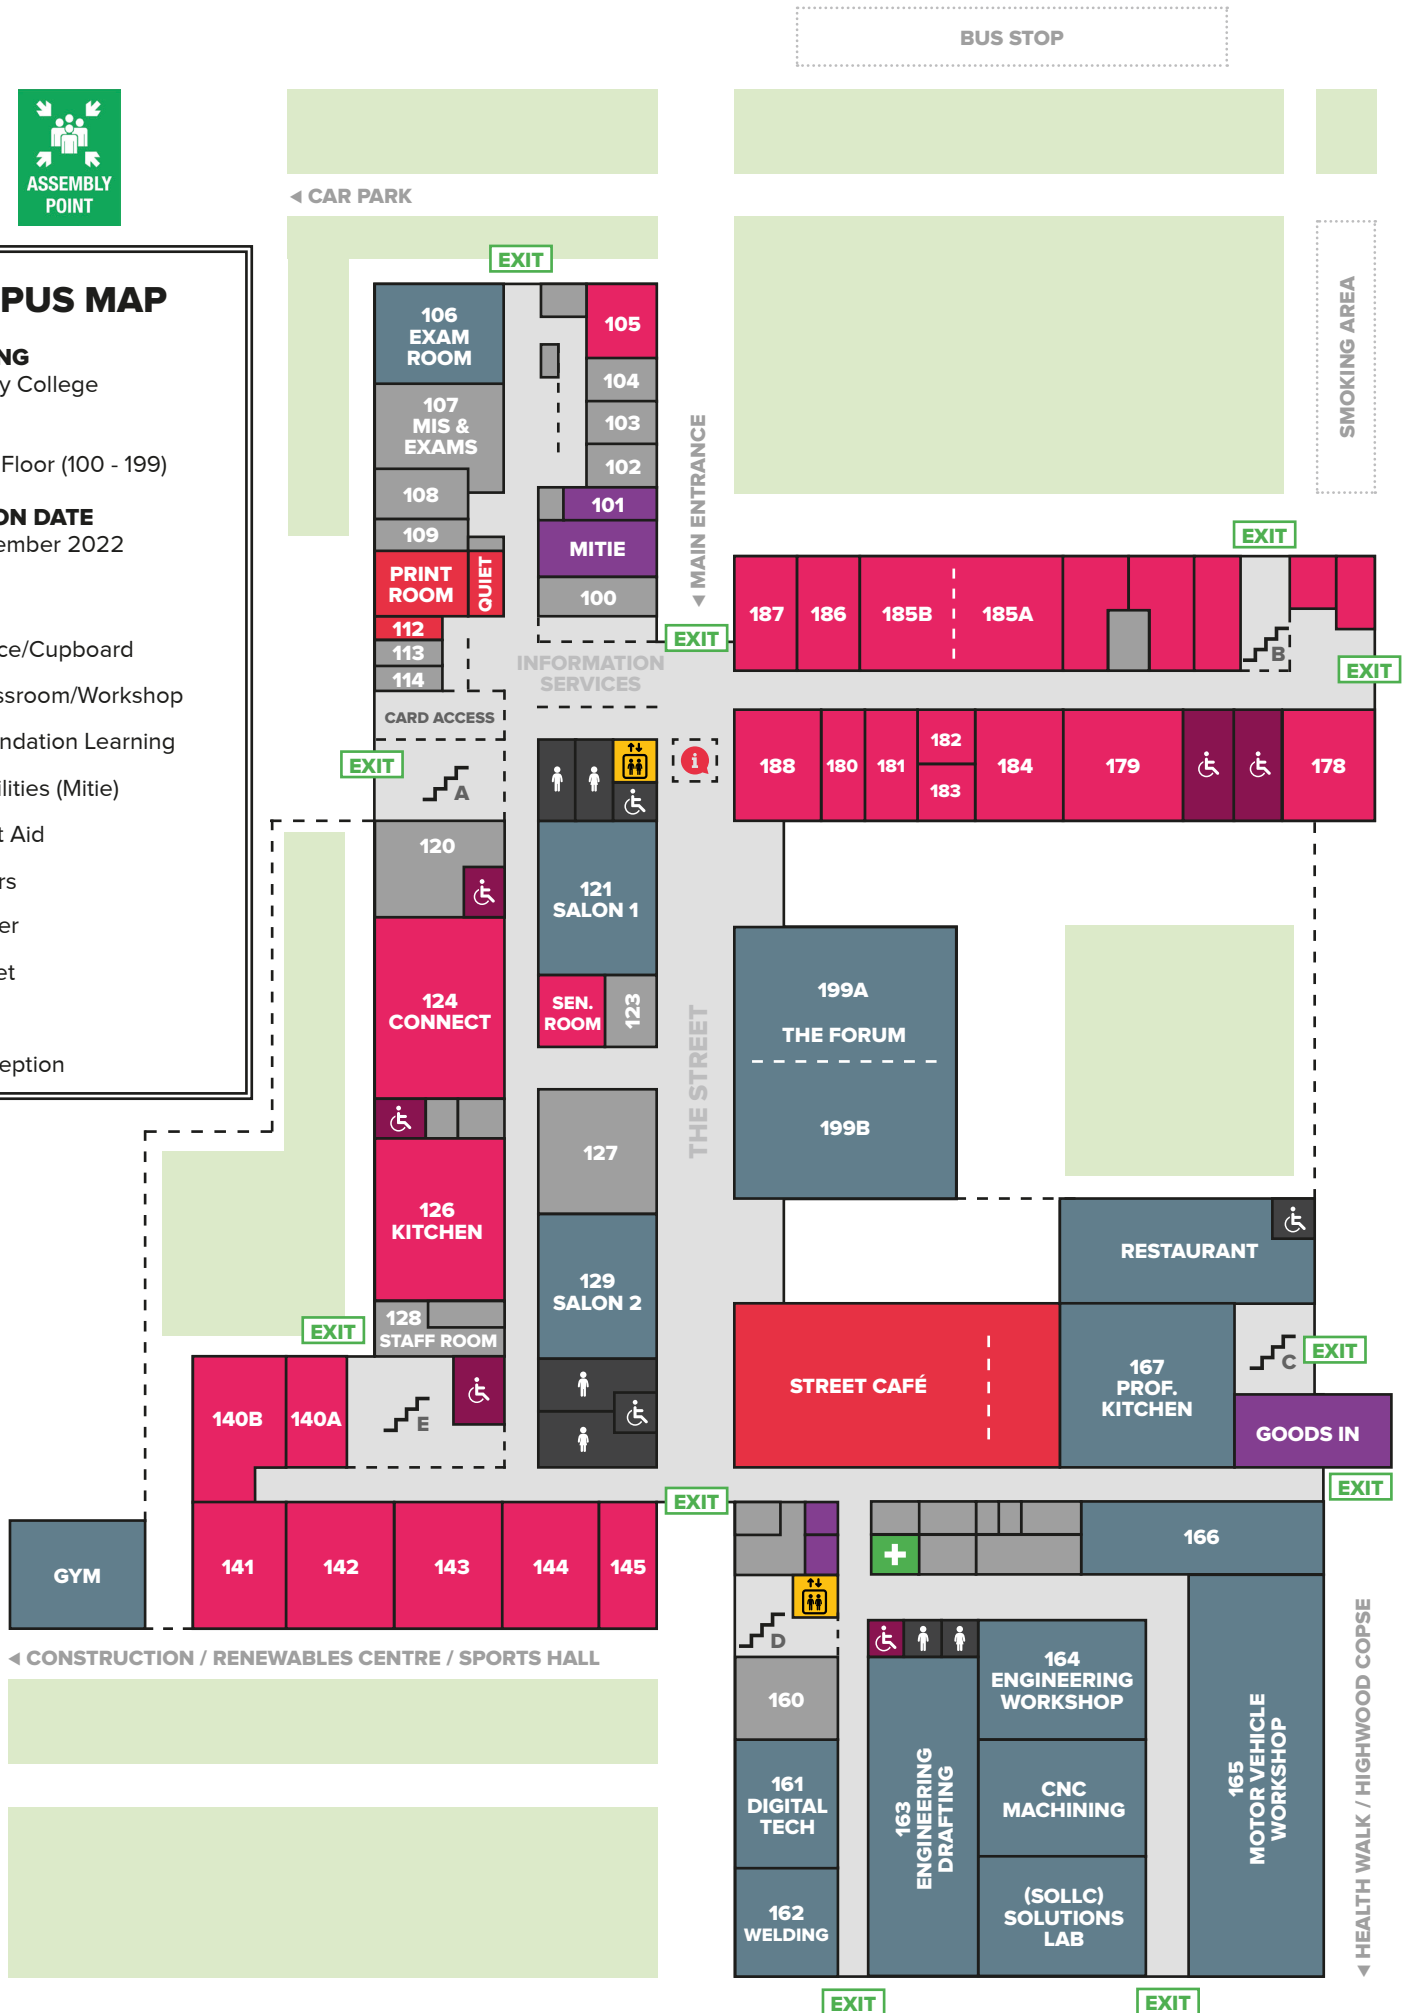 BUS STOP
ASSEMBLY
POINT
CAR PARK
EXIT
PUS MAP
NG
y College
Floor (100 - 199)
ON DATE
ember 2022
ce/Cupboard
ssroom/Workshop
ndation Learning
ilities (Mitie)
t Aid
rs
er
et
eption
SMOKING AREA
106
EXAM
ROOM
105
104
107
MIS &
EXAMS
103
102
108
101
109
MITIE
PRINT
ROOM
QUIET
100
112
113
114
MAIN ENTRANCE
EXIT
INFORMATION
SERVICES
CARD ACCESS
EXIT
A
i
EXIT
187
186
185B
185A
B
EXIT
188
180
181
182
183
184
179
178
120
121
SALON 1
124
CONNECT
SEN.
ROOM
123
THE STREET
199A
THE FORUM
199B
127
126
KITCHEN
129
SALON 2
128
STAFF ROOM
EXIT
RESTAURANT
STREET CAFÉ
167
PROF.
KITCHEN
C
EXIT
GOODS IN
EXIT
140B
140A
E
EXIT
GYM
141
142
143
144
145
166
D
CONSTRUCTION / RENEWABLES CENTRE / SPORTS HALL
160
161
DIGITAL
TECH
162
WELDING
163
ENGINEERING
DRAFTING
164
ENGINEERING
WORKSHOP
CNC
MACHINING
(SOLLC)
SOLUTIONS
LAB
165
MOTOR VEHICLE
WORKSHOP
HEALTH WALK / HIGHWOOD COPSE
EXIT
EXIT